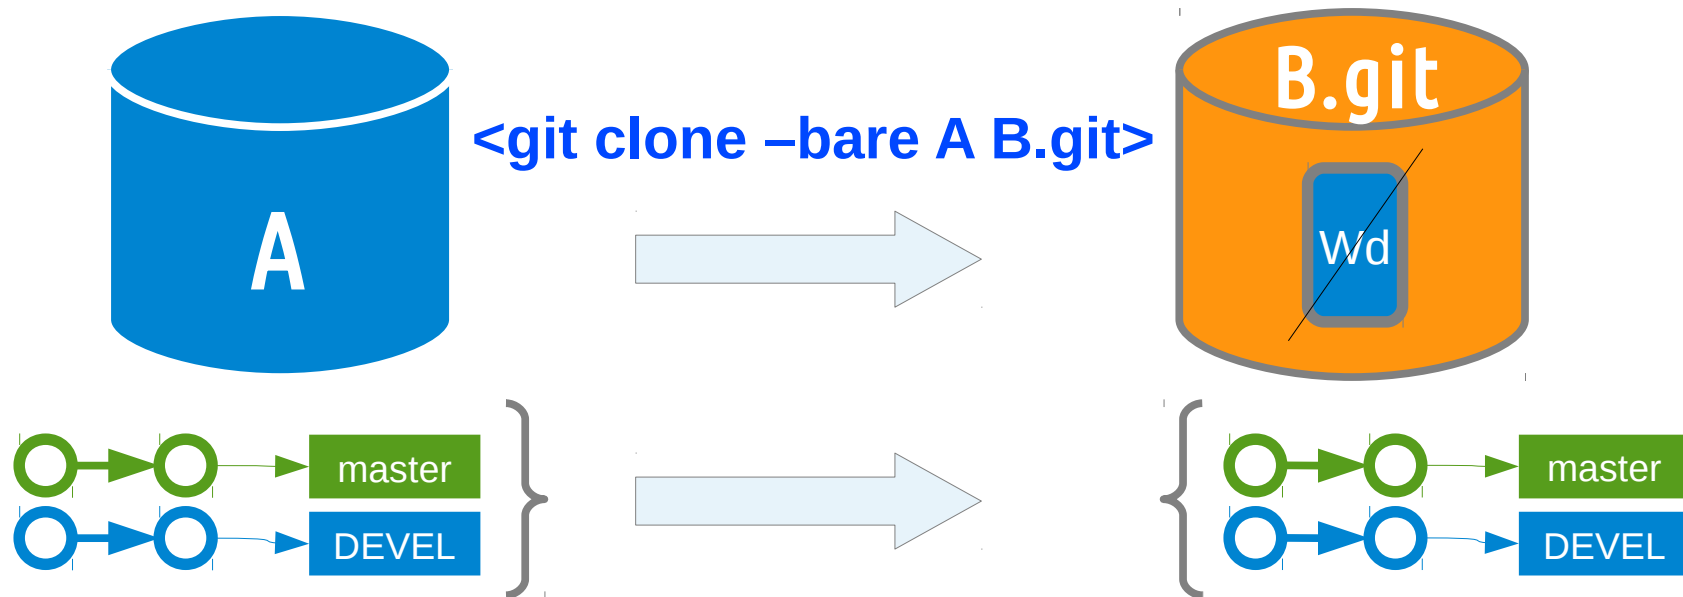 B.git
<git clone –bare A B.git>
A
Wd
master
master
DEVEL
DEVEL